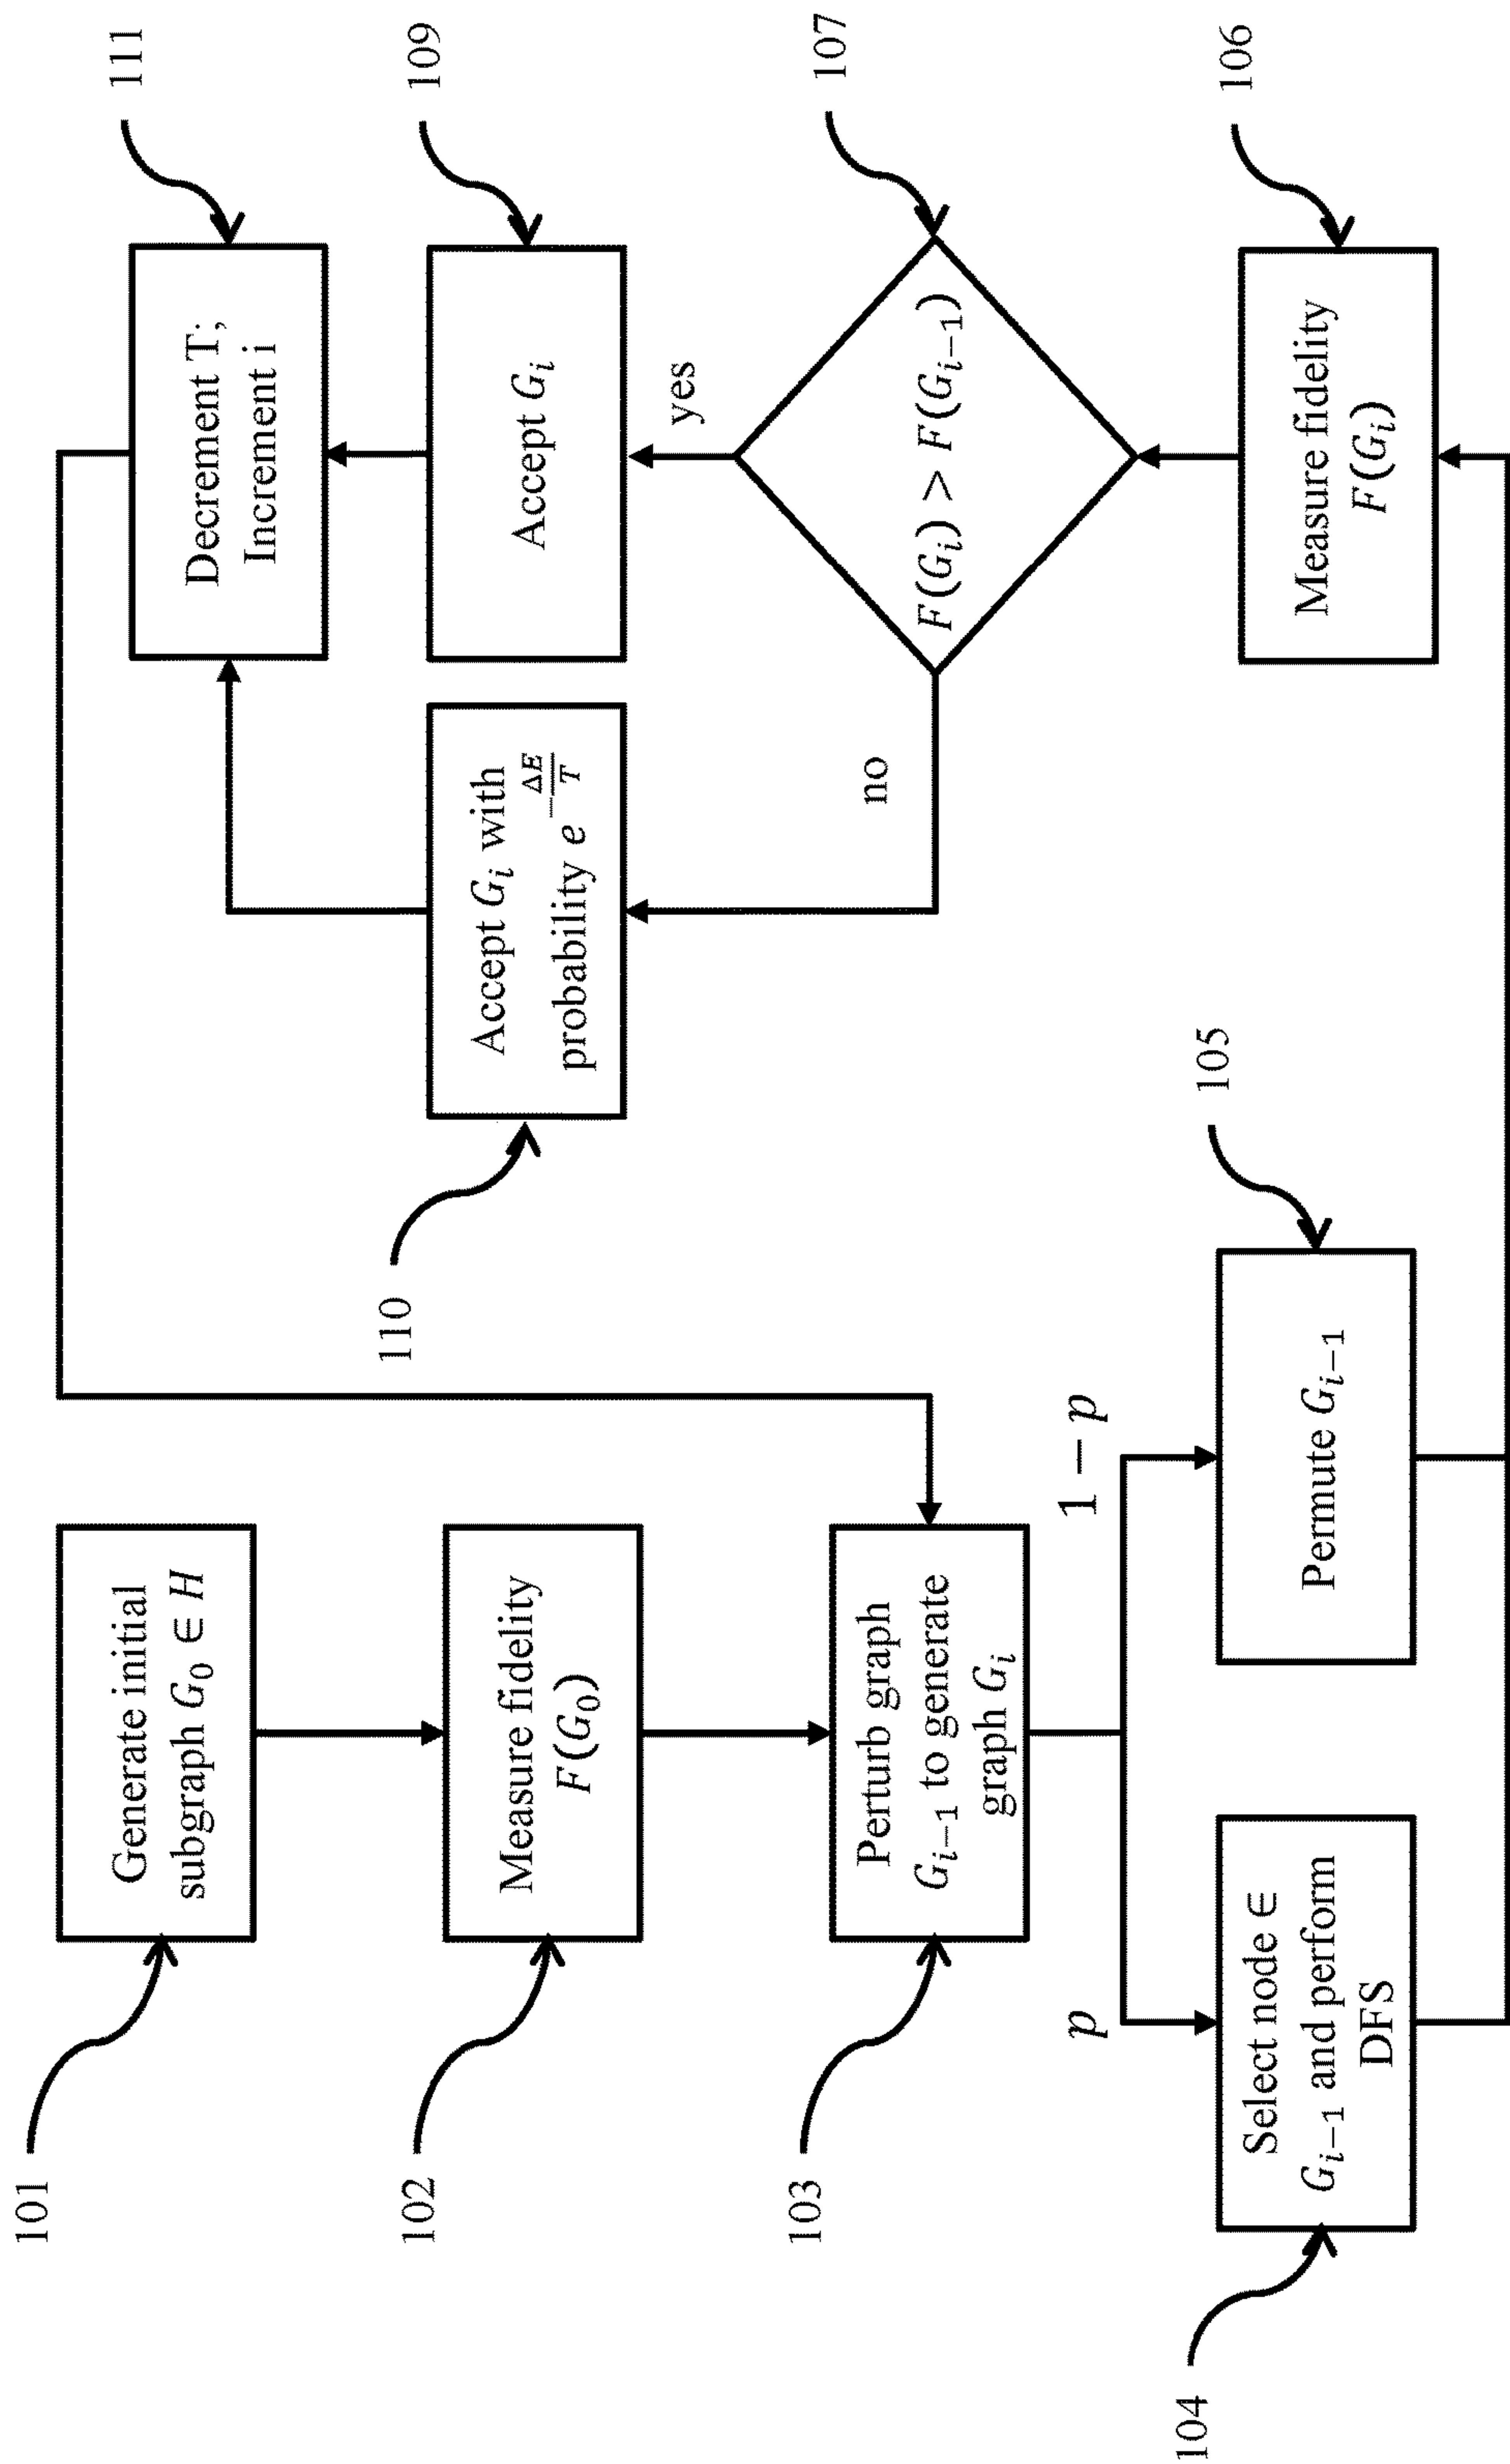 101
Generate initial
subgraph G₀ ∈ H
102
Measure fidelity
F(G₀)
103
Perturb graph
Gᵢ₋₁ to generate
graph Gᵢ
p
1 − p
104
Select node ∈
Gᵢ₋₁ and perform
DFS
105
Permute Gᵢ₋₁
106
Measure fidelity
F(Gᵢ)
107
F(Gᵢ) > F(Gᵢ₋₁)
yes
no
109
Accept Gᵢ
110
Accept Gᵢ with
probability e^−ΔE/T
111
Decrement T;
Increment i